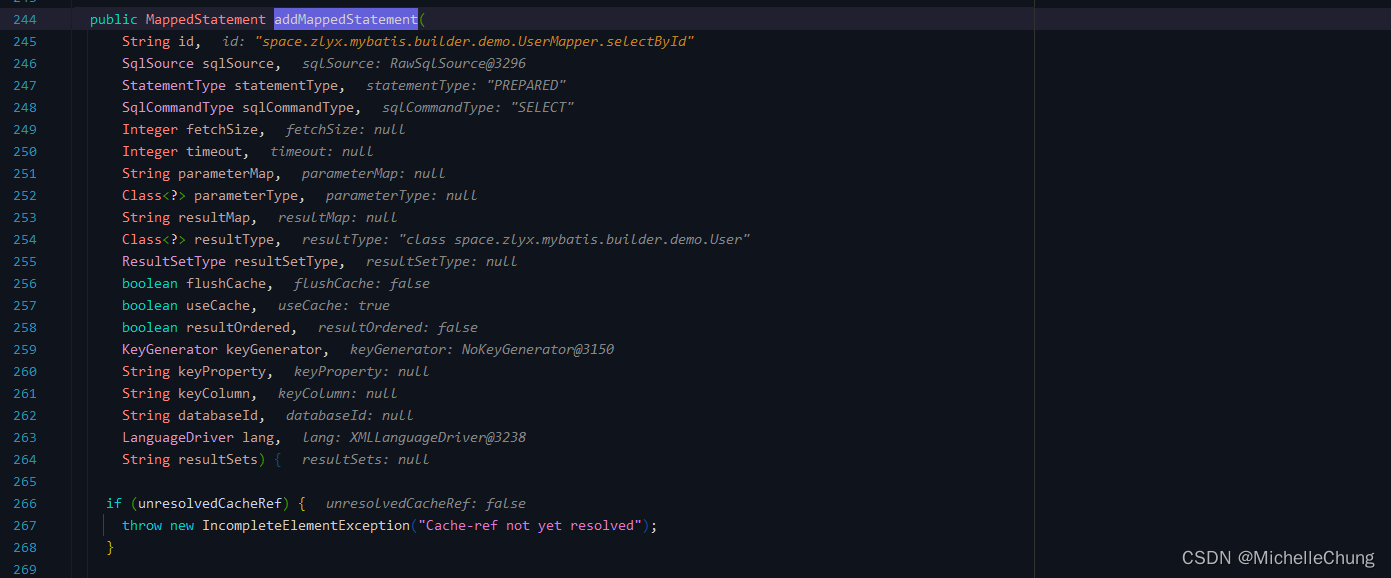 244 public MappedStatement addMappedStatement(
245 String id, id: "space.zlyx.mybatis.builder.demo.UserMapper.selectById"
246 SqlSource sqlSource, sqlSource: RawSqlSource@3296
247 StatementType statementType, statementType: "PREPARED"
248 SqlCommandType sqlCommandType, sqlCommandType: "SELECT"
249 Integer fetchSize, fetchSize: null
250 Integer timeout, timeout: null
251 String parameterMap, parameterMap: null
252 Class<?> parameterType, parameterType: null
253 String resultMap, resultMap: null
254 Class<?> resultType, resultType: "class space.zlyx.mybatis.builder.demo.User"
255 ResultSetType resultSetType, resultSetType: null
256 boolean flushCache, flushCache: false
257 boolean useCache, useCache: true
258 boolean resultOrdered, resultOrdered: false
259 KeyGenerator keyGenerator, keyGenerator: NoKeyGenerator@3150
260 String keyProperty, keyProperty: null
261 String keyColumn, keyColumn: null
262 String databaseId, databaseId: null
263 LanguageDriver lang, lang: XMLLanguageDriver@3238
264 String resultSets) { resultSets: null
265
266 if (unresolvedCacheRef) { unresolvedCacheRef: false
267 throw new IncompleteElementException("Cache-ref not yet resolved");
268 }
269
CSDN @MichelleChung